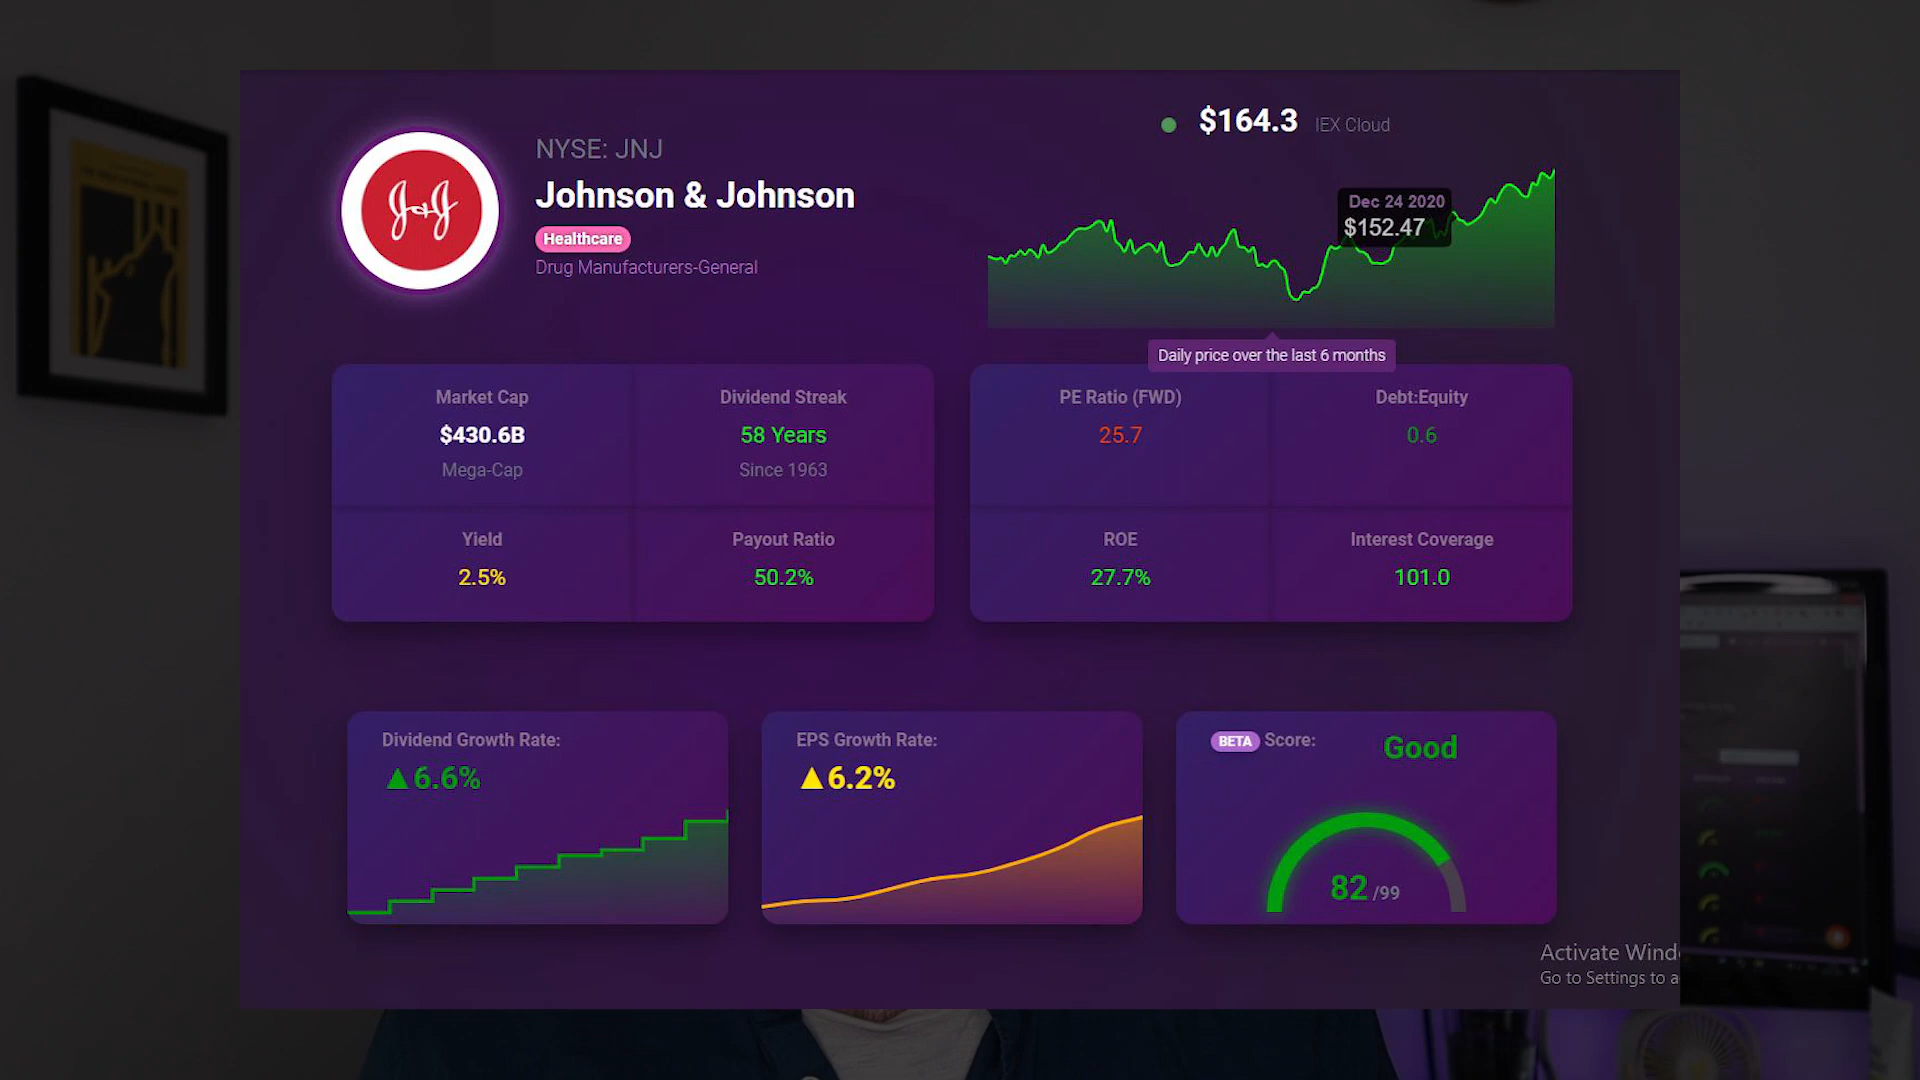 $164.3 IEX Cloud
NYSE: JNJ
Johnson & Johnson
Healthcare
Drug Manufacturers-General
J&J
Dec 24 2020
$152.47
Daily price over the last 6 months
Market Cap
$430.6B
Mega-Cap
Dividend Streak
58 Years
Since 1963
Yield
2.5%
Payout Ratio
50.2%
PE Ratio (FWD)
25.7
Debt:Equity
0.6
ROE
27.7%
Interest Coverage
101.0
Dividend Growth Rate:
▲6.6%
EPS Growth Rate:
▲6.2%
BETA Score: Good
82 /99
Activate
Go to Settings to